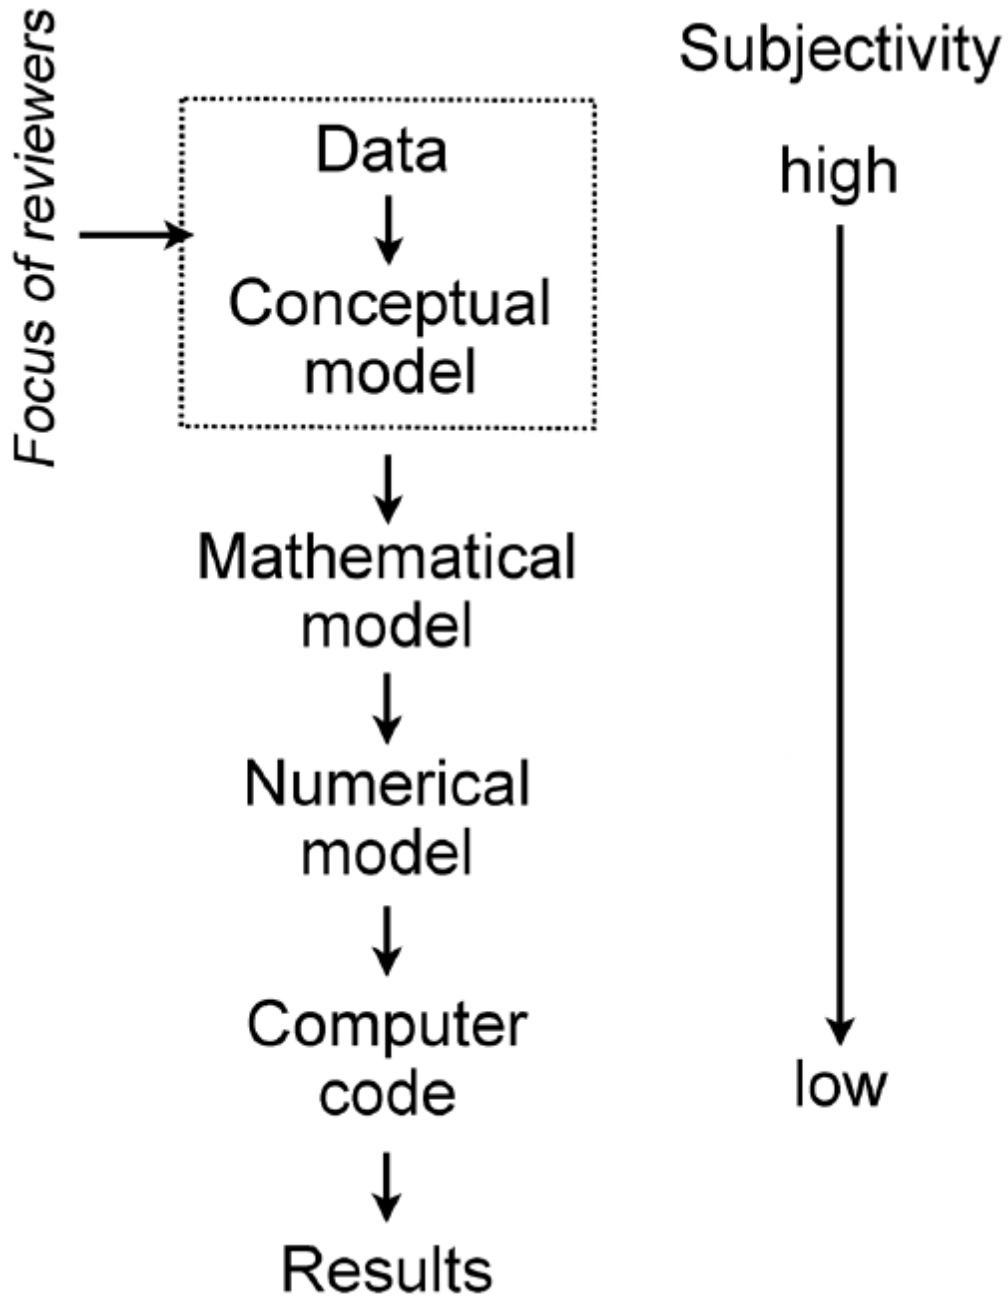 Focus of reviewers
Subjectivity
Data
high
Conceptual
model
Mathematical
model
Numerical
model
Computer
code
low
Results